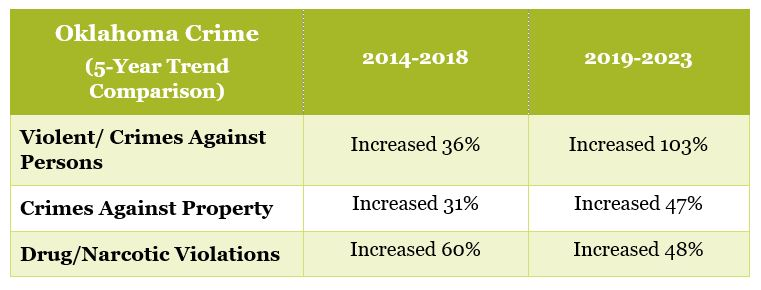 Oklahoma Crime
(5-Year Trend
Comparison)
2014-2018
2019-2023
Violent/ Crimes Against
Persons
Increased 36%
Increased 103%
Crimes Against Property
Increased 31%
Increased 47%
Drug/Narcotic Violations
Increased 60%
Increased 48%